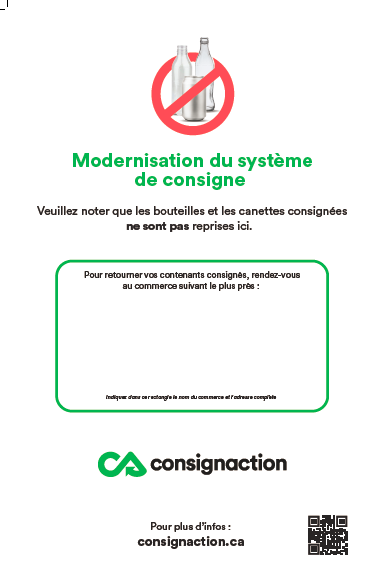 Modernisation du système
de consigne
Veuillez noter que les bouteilles et les canettes consignées
ne sont pas reprises ici.
Pour retourner vos contenants consignés, rendez-vous
au commerce suivant le plus près :
Indiquez dans ce rectangle le nom du commerce et l'adresse complète
consignaction
Pour plus d'infos :
consignaction.ca